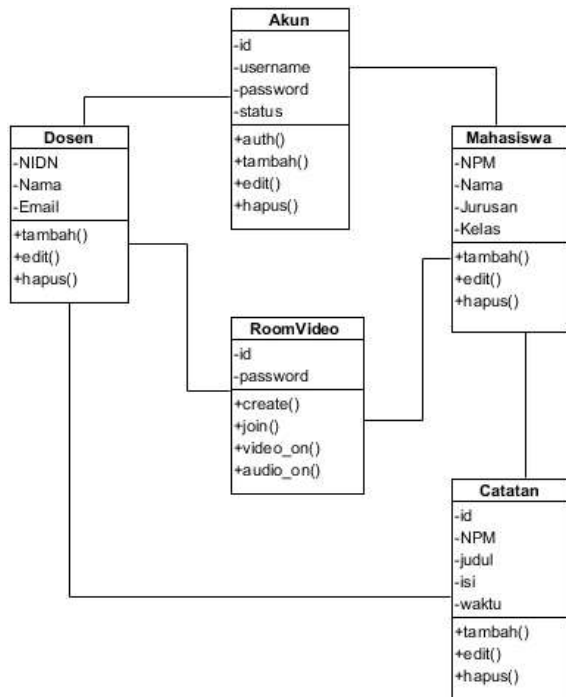 Akun
-id
-username
-password
-status
+auth()
+tambah()
+edit()
+hapus()
Dosen
-NIDN
-Nama
-Email
+tambah()
+edit()
+hapus()
Mahasiswa
-NPM
-Nama
-Jurusan
-Kelas
+tambah()
+edit()
+hapus()
RoomVideo
-id
-password
+create()
+join()
+video_on()
+audio_on()
Catatan
-id
-NPM
-judul
-isi
-waktu
+tambah()
+edit()
+hapus()